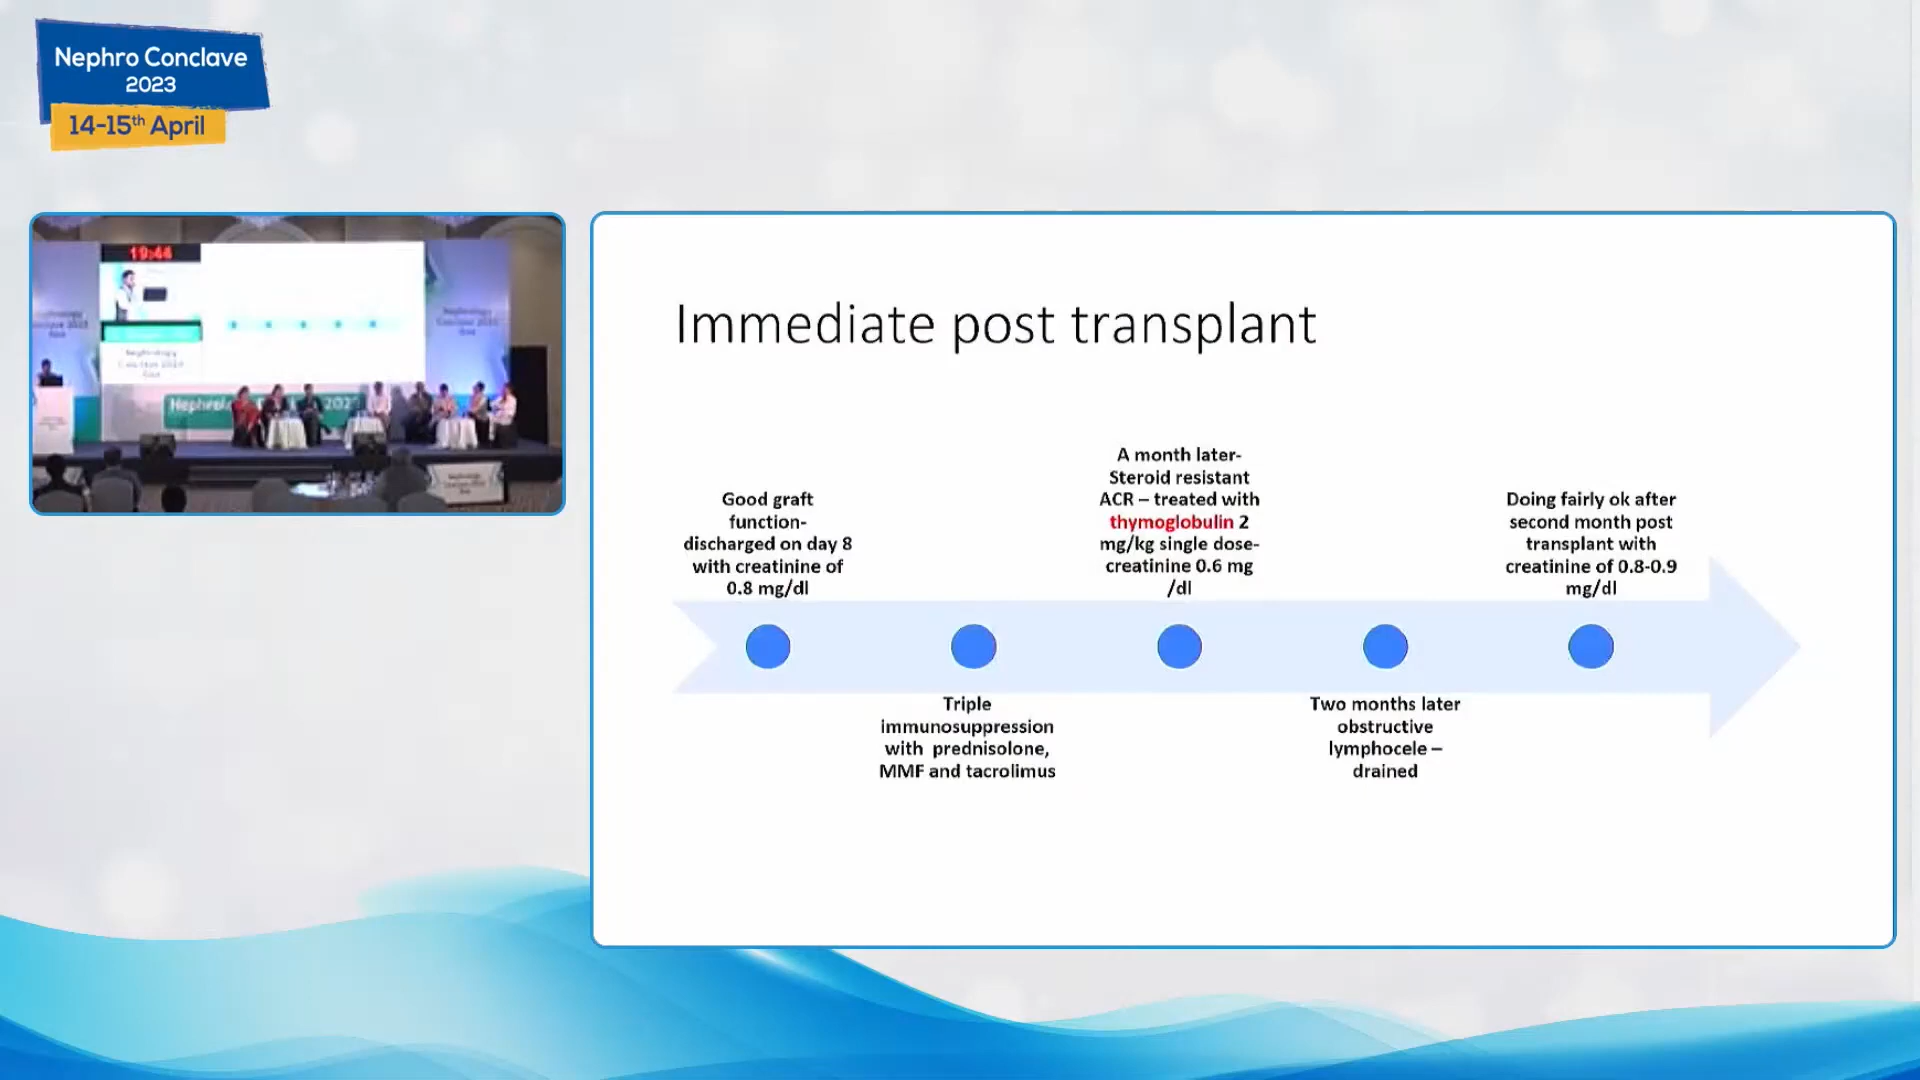 Nephro Conclave
2023
14-15th April
19:44
Immediate post transplant
Good graft
function-
discharged on day 8
with creatinine of
0.8 mg/dl
Triple
immunosuppression
with prednisolone,
MMF and tacrolimus
A month later-
Steroid resistant
ACR – treated with
thymoglobulin 2
mg/kg single dose-
creatinine 0.6 mg
/dl
Two months later
obstructive
lymphocele –
drained
Doing fairly ok after
second month post
transplant with
creatinine of 0.8-0.9
mg/dl